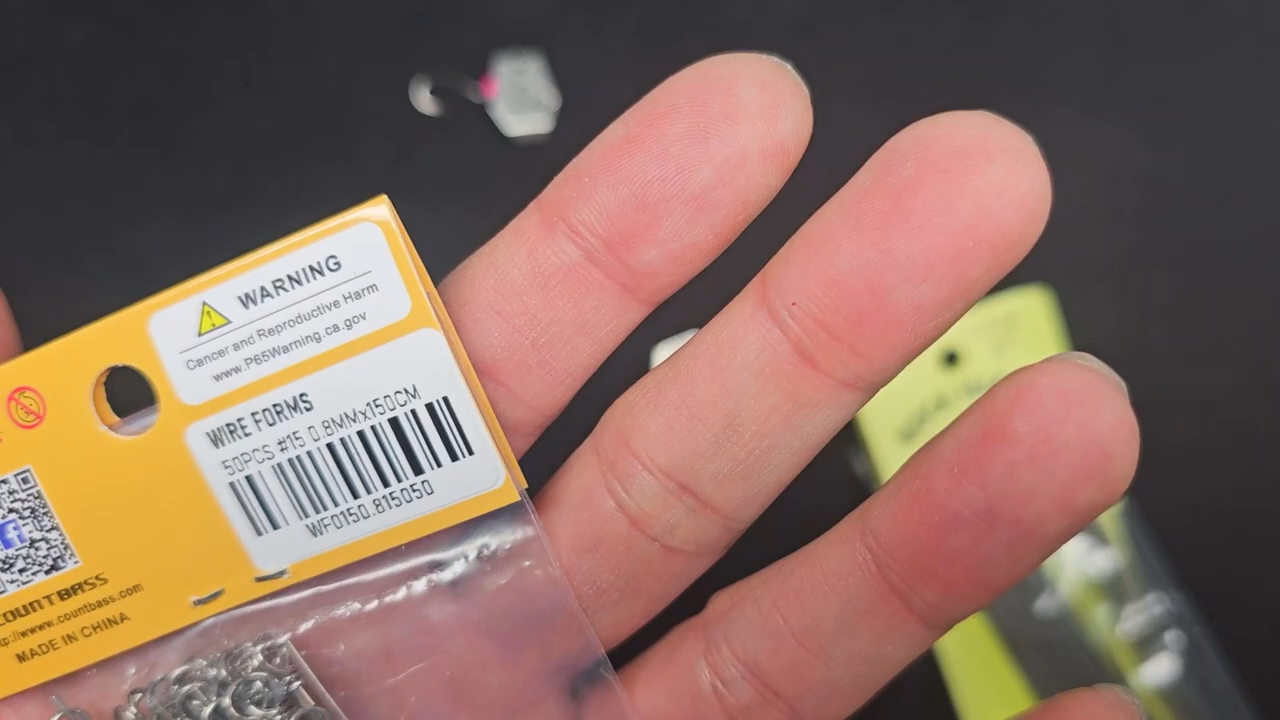 WARNING
Cancer and Reproductive Harm
www.P65Warning.ca.gov
WIRE FORMS
50PCS #15 0.8MMx150CM
WF0150.815050
COUNTBASS
http://www.countbass.com
MADE IN CHINA